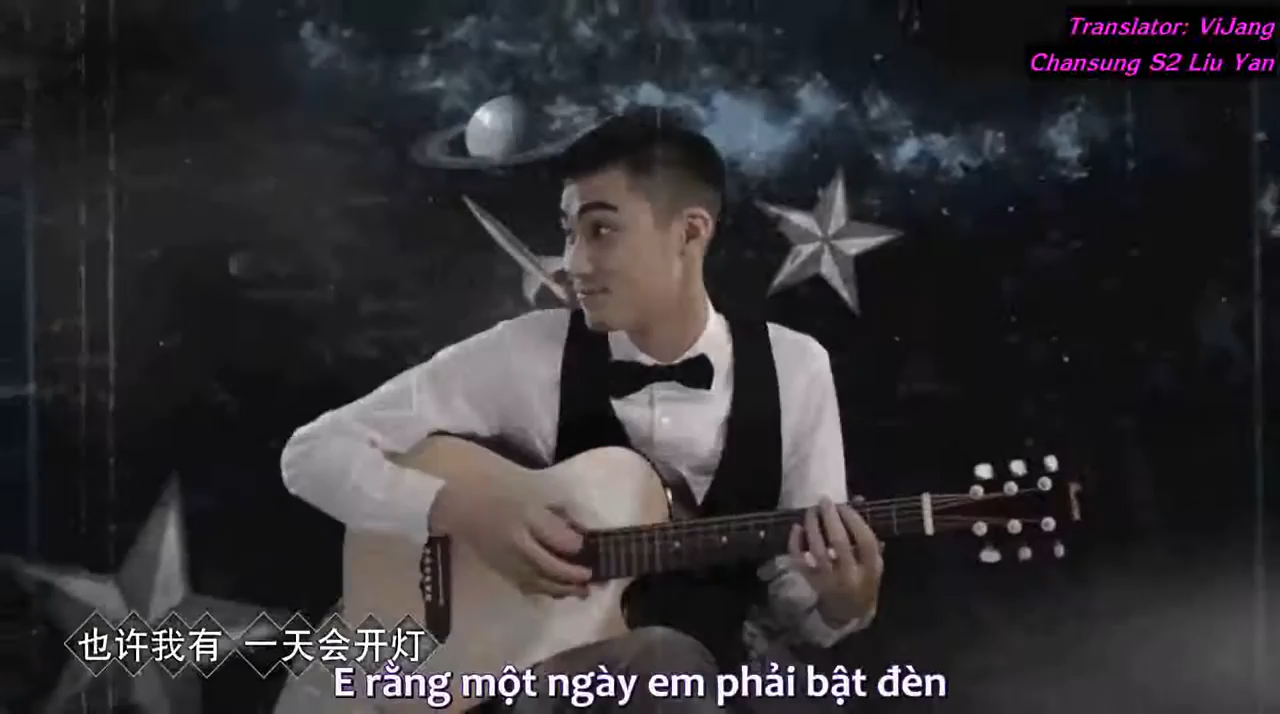 Translator: ViJang
Chansung S2 Liu Yan
也许我有 一天会开灯
E rằng một ngày em phải bật đèn